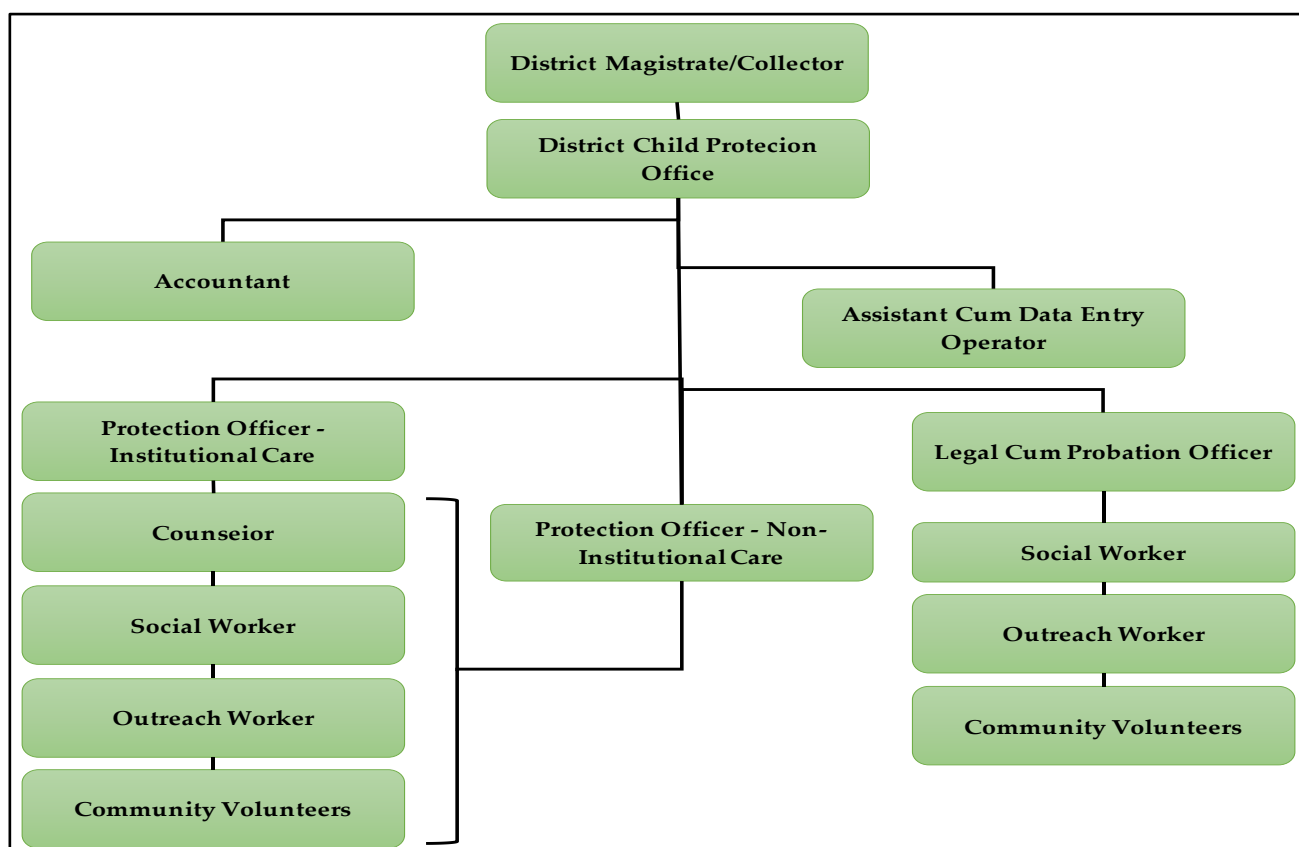 District Magistrate/Collector
District Child Protecion
Office
Accountant
Assistant Cum Data Entry
Operator
Protection Officer -
Institutional Care
Counseior
Social Worker
Outreach Worker
Community Volunteers
Protection Officer - Non-
Institutional Care
Legal Cum Probation Officer
Social Worker
Outreach Worker
Community Volunteers